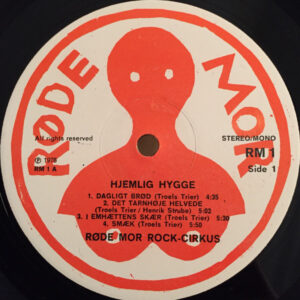 RØDE MOR
All rights reserved
℗ 1975
RM 1 A
STEREO/MONO
RM 1
Side 1
HJEMLIG HYGGE
1. DAGLIGT BRØD (Troels Trier) 4:35
2. DET TARNHØJE HELVEDE
(Troels Trier / Henrik Strube) 5:02
3. I EMHÆTTENS SKÆR (Troels Trier) 5:30
4. SMÆK (Troels Trier) 5:50
RØDE MOR ROCK-CIRKUS